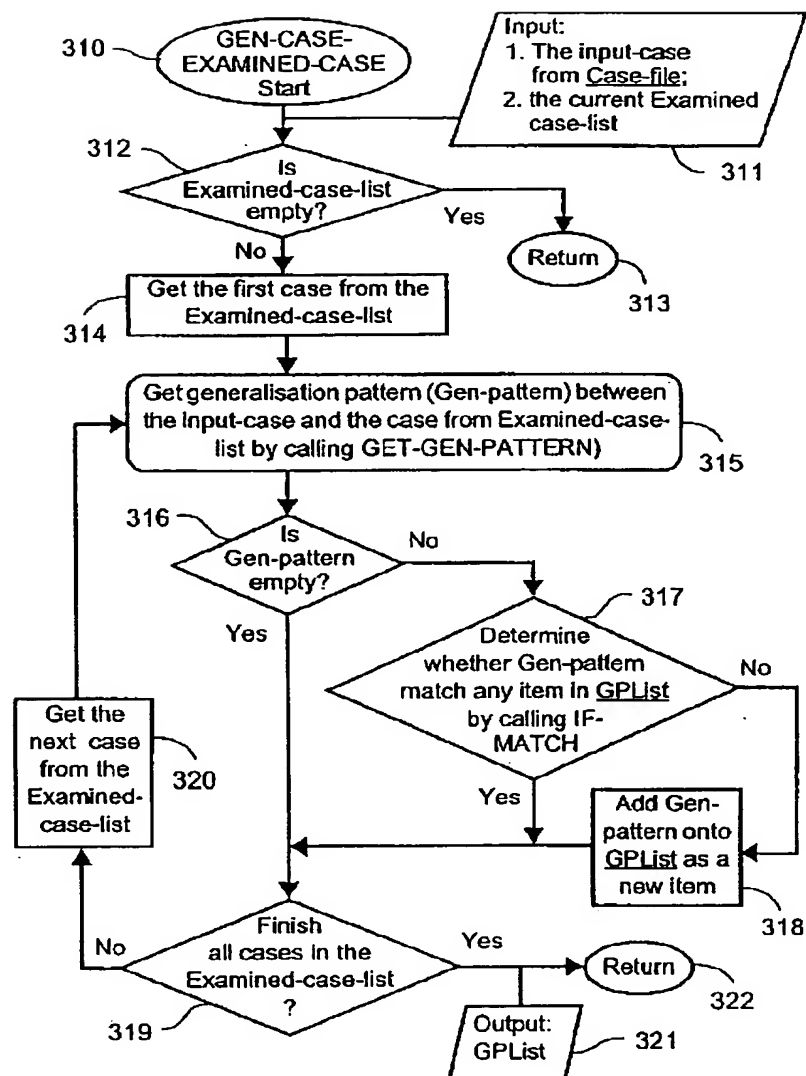 310
GEN-CASE-
EXAMINED-CASE
Start
Input:
1. The input-case
from Case-file;
2. the current Examined
case-list
311
312
Is
Examined-case-list
empty?
Yes
No
Return
313
Get the first case from the
Examined-case-list
314
Get generalisation pattern (Gen-pattern) between
the Input-case and the case from Examined-case-
list by calling GET-GEN-PATTERN)
315
316
Is
Gen-pattern
empty?
No
Yes
317
Determine
whether Gen-pattern
match any item in GPList
by calling IF-
MATCH
No
Yes
Get the
next case
from the
Examined-
case-list
320
Add Gen-
pattern onto
GPList as a
new item
318
No
Finish
all cases in the
Examined-case-list
?
Yes
319
Return
322
Output:
GPList
321